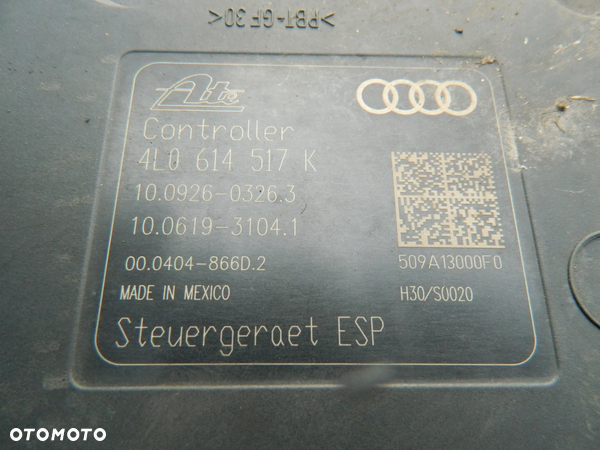 >PBT-GF30<
Ate
Controller
4L0 614 517 K
10.0926-0326.3
10.0619-3104.1
00.0404-866D.2
509A13000F0
MADE IN MEXICO
H30/S0020
Steuergeraet ESP
OTOMOTO